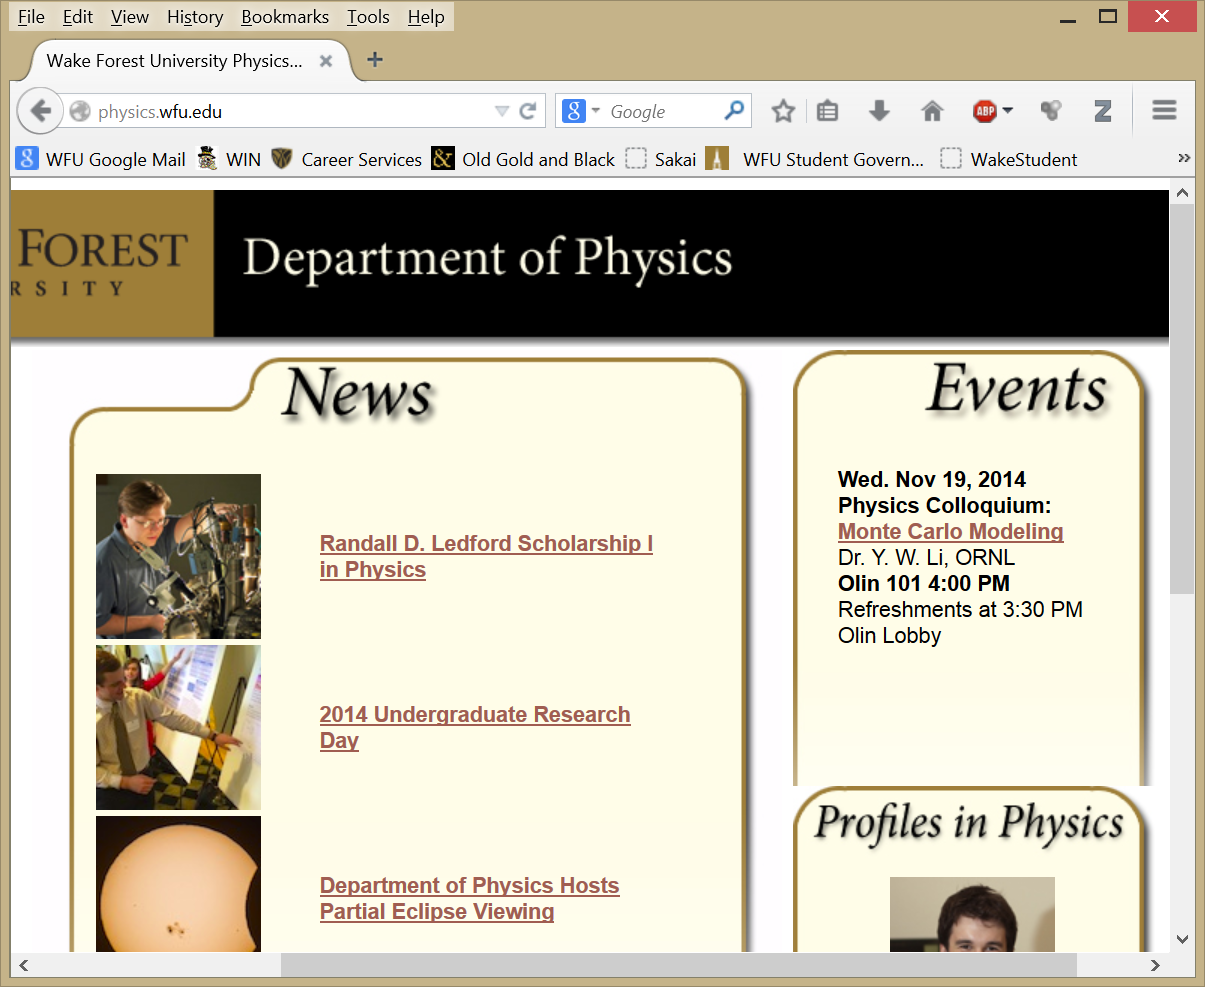 File Edit View History Bookmarks Tools Help
Wake Forest University Physics...
physics.wfu.edu
8 Google
ABP
Z
8 WFU Google Mail WIN Career Services & Old Gold and Black Sakai WFU Student Govern... WakeStudent
FOREST
RSITY
Department of Physics
News
Randall D. Ledford Scholarship I
in Physics
2014 Undergraduate Research
Day
Department of Physics Hosts
Partial Eclipse Viewing
Events
Wed. Nov 19, 2014
Physics Colloquium:
Monte Carlo Modeling
Dr. Y. W. Li, ORNL
Olin 101 4:00 PM
Refreshments at 3:30 PM
Olin Lobby
Profiles in Physics